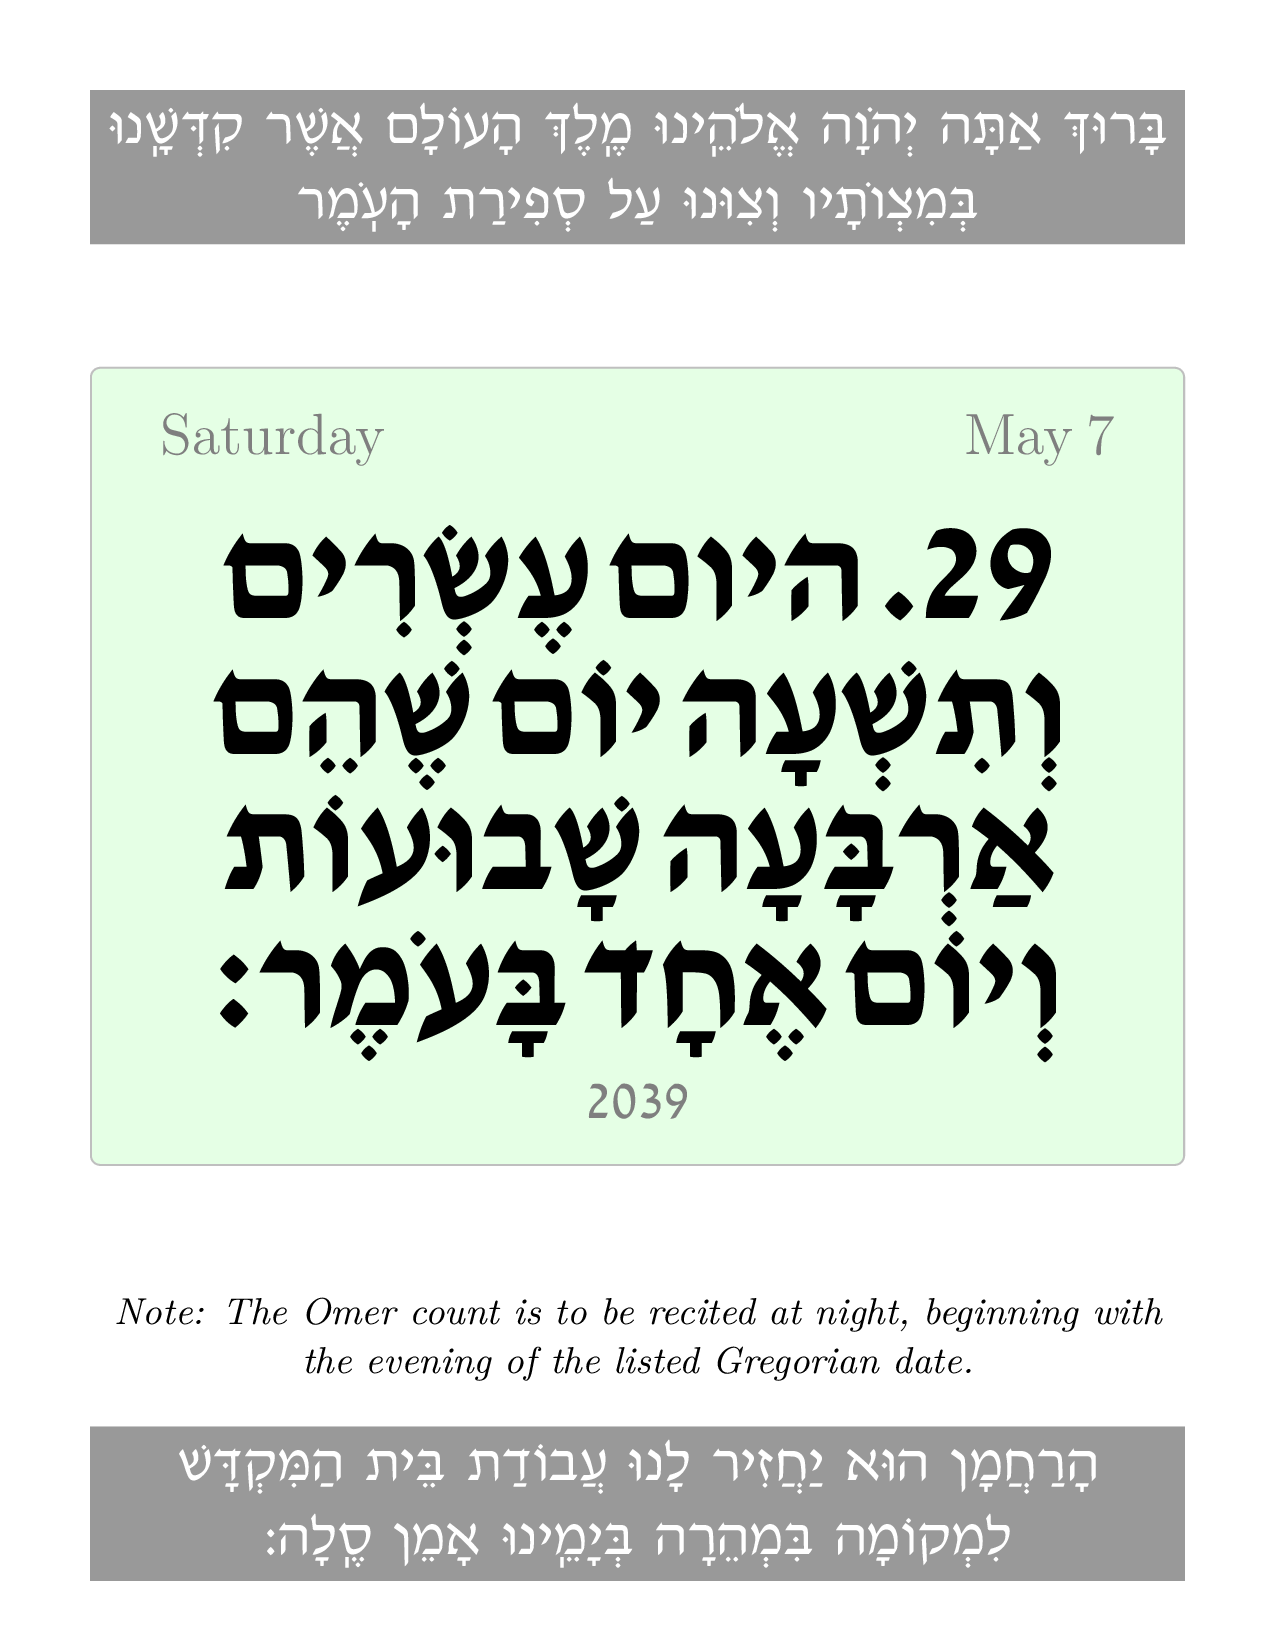 בָּרוּךְ אַתָּה יְהֹוָה אֱלֹהֵֽינוּ מֶֽלֶךְ הָעוֹלָם אֲשֶׁר קִדְּשָֽׁנוּ
בְּמִצְוֹתָיו וְצִוּנוּ עַל סְפִירַת הָעֹֽמֶר
Saturday May 7
29. היום עֶשְׂרִים
וְתִשְׁעָה יוֹם שֶׁהֵם
אַרְבָּעָה שָׁבוּעוֹת
וְיוֹם אֶחָד בָּעֹמֶר:
2039
Note: The Omer count is to be recited at night, beginning with
the evening of the listed Gregorian date.
הָרַחֲמָן הוּא יַחֲזִיר לָנוּ עֲבוֹדַת בֵּית הַמִּקְדָּשׁ
לִמְקוֹמָהּ בִּמְהֵרָה בְּיָמֵֽינוּ אָמֵן סֶֽלָה: